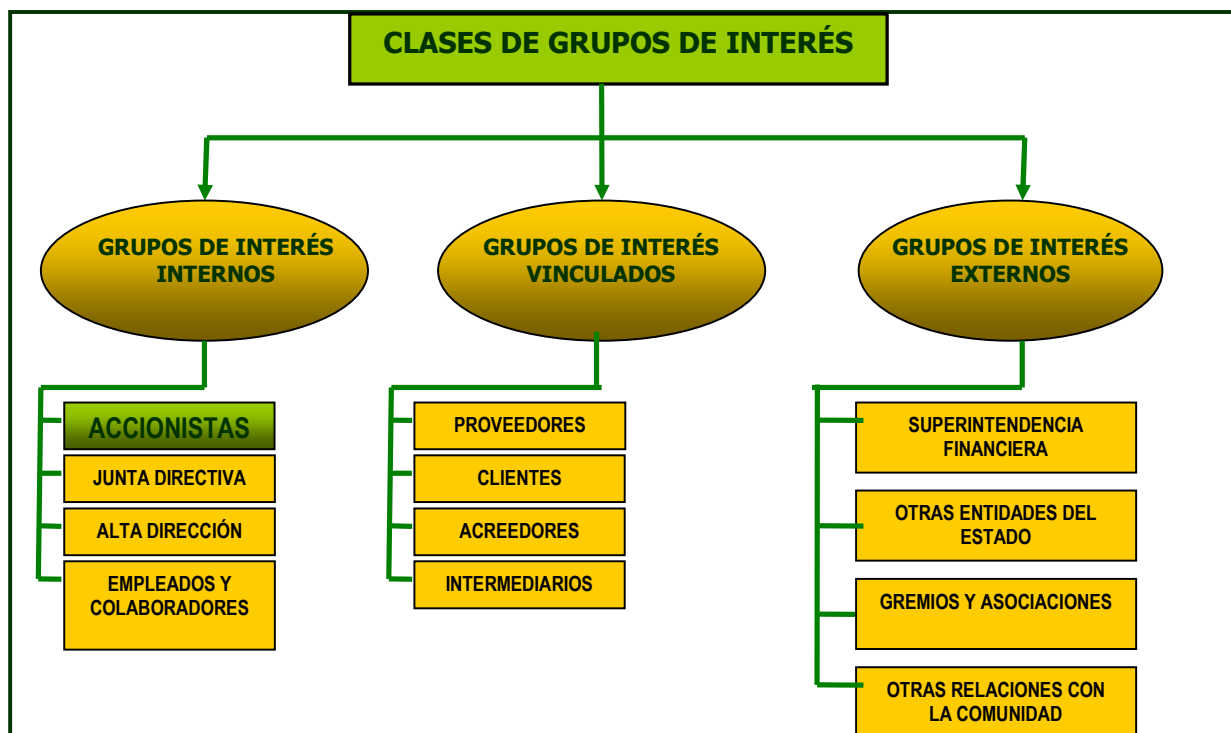 CLASES DE GRUPOS DE INTERÉS
GRUPOS DE INTERÉS
INTERNOS
ACCIONISTAS
JUNTA DIRECTIVA
ALTA DIRECCIÓN
EMPLEADOS Y
COLABORADORES
GRUPOS DE INTERÉS
VINCULADOS
PROVEEDORES
CLIENTES
ACREEDORES
INTERMEDIARIOS
GRUPOS DE INTERÉS
EXTERNOS
SUPERINTENDENCIA
FINANCIERA
OTRAS ENTIDADES DEL
ESTADO
GREMIOS Y ASOCIACIONES
OTRAS RELACIONES CON
LA COMUNIDAD